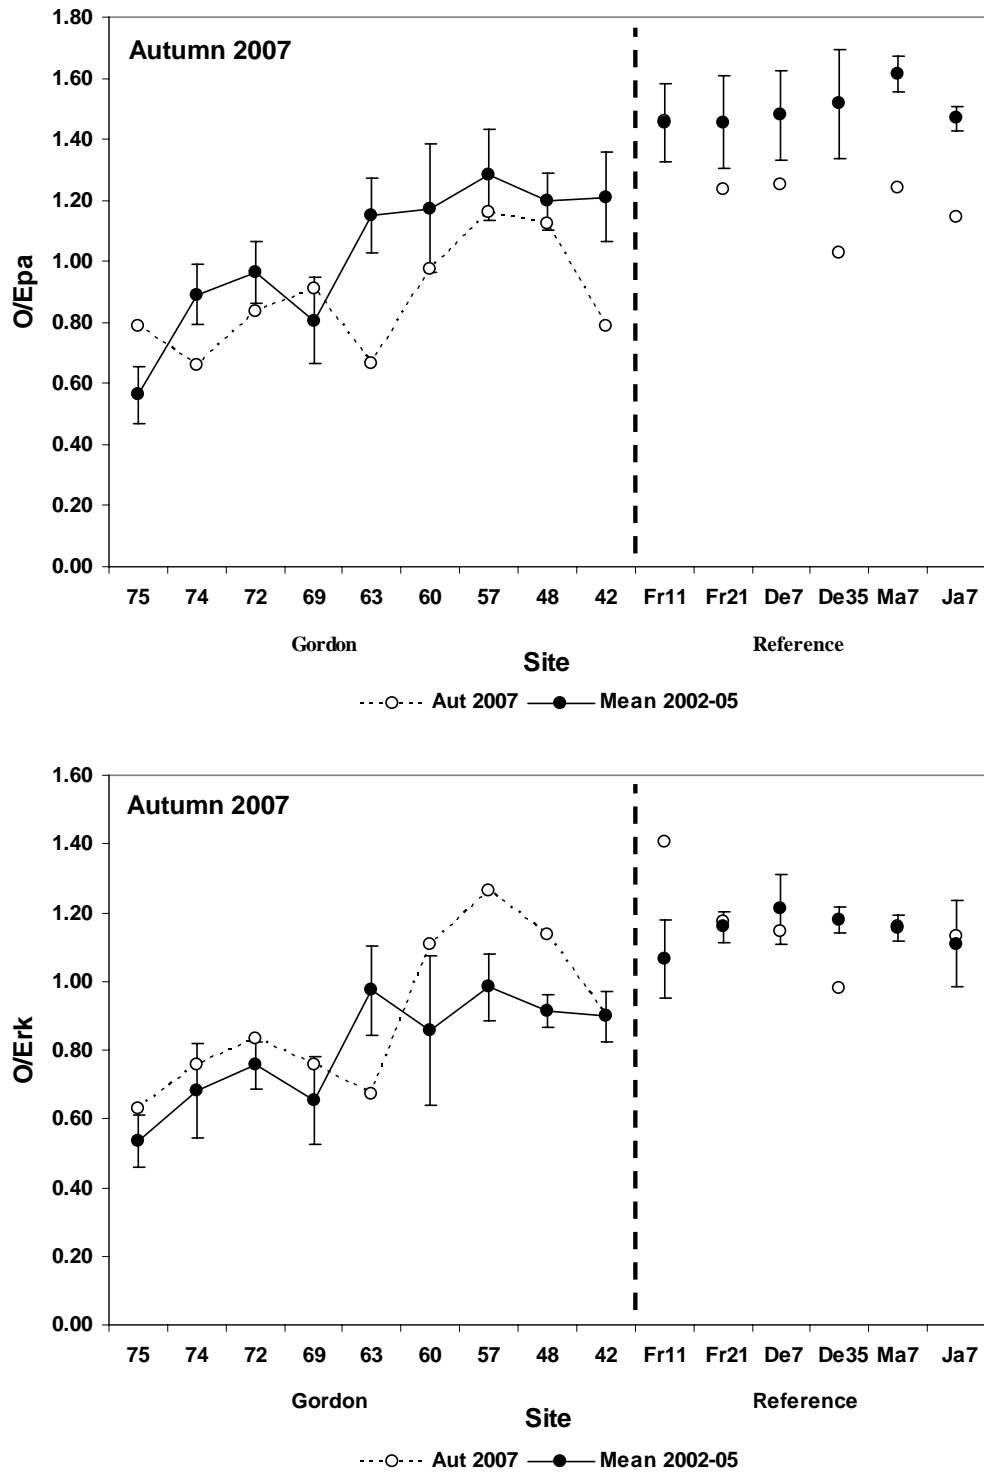 Autumn 2007
O/Epa
1.80
1.60
1.40
1.20
1.00
0.80
0.60
0.40
0.20
0.00
75 74 72 69 63 60 57 48 42 Fr11 Fr21 De7 De35 Ma7 Ja7
Gordon Reference
Site
Aut 2007 Mean 2002-05
Autumn 2007
O/Erk
1.60
1.40
1.20
1.00
0.80
0.60
0.40
0.20
0.00
75 74 72 69 63 60 57 48 42 Fr11 Fr21 De7 De35 Ma7 Ja7
Gordon Reference
Site
Aut 2007 Mean 2002-05